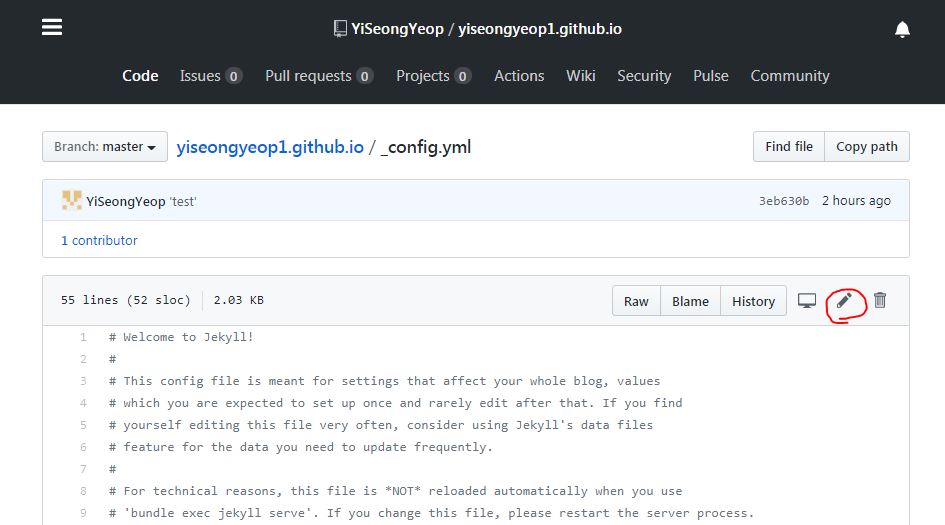 YiSeongYeop / yiseongyeop1.github.io
Code Issues 0 Pull requests 0 Projects 0 Actions Wiki Security Pulse Community
Branch: master yiseongyeop1.github.io / _config.yml Find file Copy path
YiSeongYeop 'test' 3eb630b 2 hours ago
1 contributor
55 lines (52 sloc) 2.03 KB Raw Blame History
1 # Welcome to Jekyll!
2 #
3 # This config file is meant for settings that affect your whole blog, values
4 # which you are expected to set up once and rarely edit after that. If you find
5 # yourself editing this file very often, consider using Jekyll's data files
6 # feature for the data you need to update frequently.
7 #
8 # For technical reasons, this file is *NOT* reloaded automatically when you use
9 # 'bundle exec jekyll serve'. If you change this file, please restart the server process.